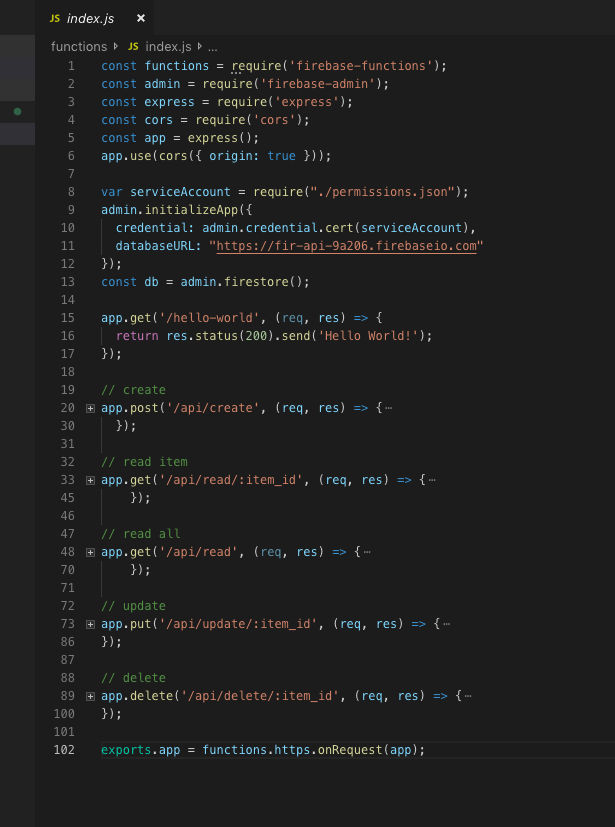 JS index.js ×
functions › JS index.js › ...
1 const functions = require('firebase-functions');
2 const admin = require('firebase-admin');
3 const express = require('express');
4 const cors = require('cors');
5 const app = express();
6 app.use(cors({ origin: true }));
7
8 var serviceAccount = require("./permissions.json");
9 admin.initializeApp({
10 credential: admin.credential.cert(serviceAccount),
11 databaseURL: "https://fir-api-9a206.firebaseio.com"
12 });
13 const db = admin.firestore();
14
15 app.get('/hello-world', (req, res) => {
16 return res.status(200).send('Hello World!');
17 });
18
19 // create
20 app.post('/api/create', (req, res) => {⋯
30 });
31
32 // read item
33 app.get('/api/read/:item_id', (req, res) => {⋯
45 });
46
47 // read all
48 app.get('/api/read', (req, res) => {⋯
70 });
71
72 // update
73 app.put('/api/update/:item_id', (req, res) => {⋯
86 });
87
88 // delete
89 app.delete('/api/delete/:item_id', (req, res) => {⋯
100 });
101
102 exports.app = functions.https.onRequest(app);